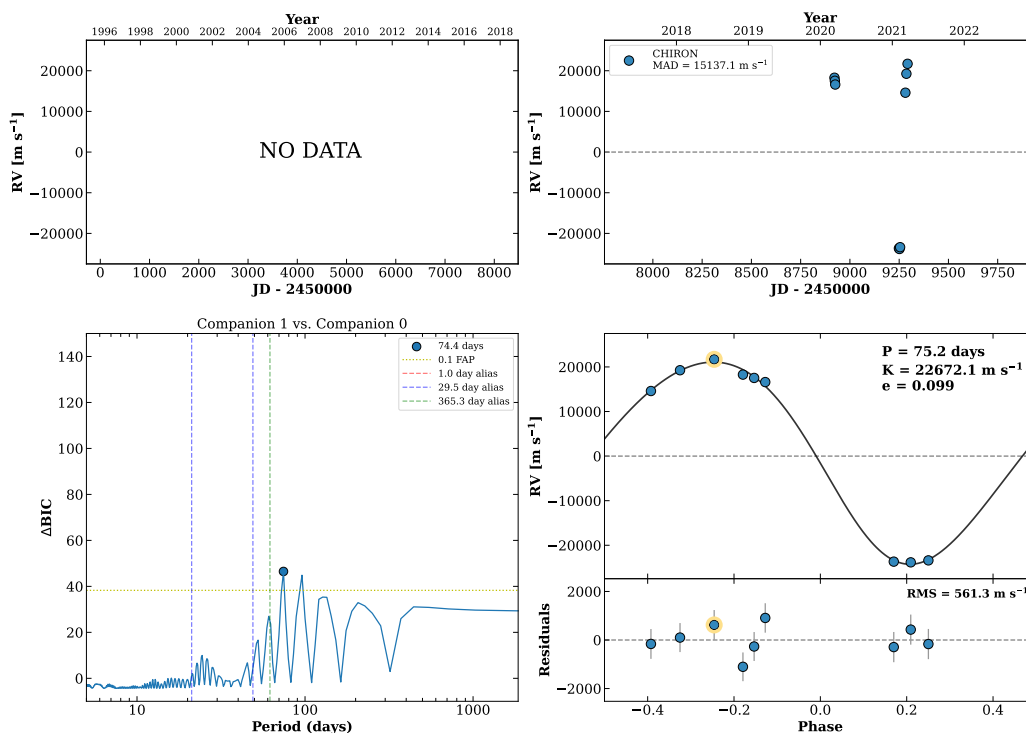 Year
1996 1998 2000 2002 2004 2006 2008 2010 2012 2014 2016 2018
RV [m s⁻¹]
20000
10000
0
−10000
−20000
NO DATA
0 1000 2000 3000 4000 5000 6000 7000 8000
JD - 2450000
Year
2018 2019 2020 2021 2022
RV [m s⁻¹]
20000
10000
0
−10000
−20000
CHIRON
MAD = 15137.1 m s⁻¹
8000 8250 8500 8750 9000 9250 9500 9750
JD - 2450000
Companion 1 vs. Companion 0
ΔBIC
140
120
100
80
60
40
20
0
74.4 days
0.1 FAP
1.0 day alias
29.5 day alias
365.3 day alias
10 100 1000
Period (days)
RV [m s⁻¹]
20000
10000
0
−10000
−20000
P = 75.2 days
K = 22672.1 m s⁻¹
e = 0.099
Residuals
2000
0
−2000
RMS = 561.3 m s⁻¹
−0.4 −0.2 0.0 0.2 0.4
Phase